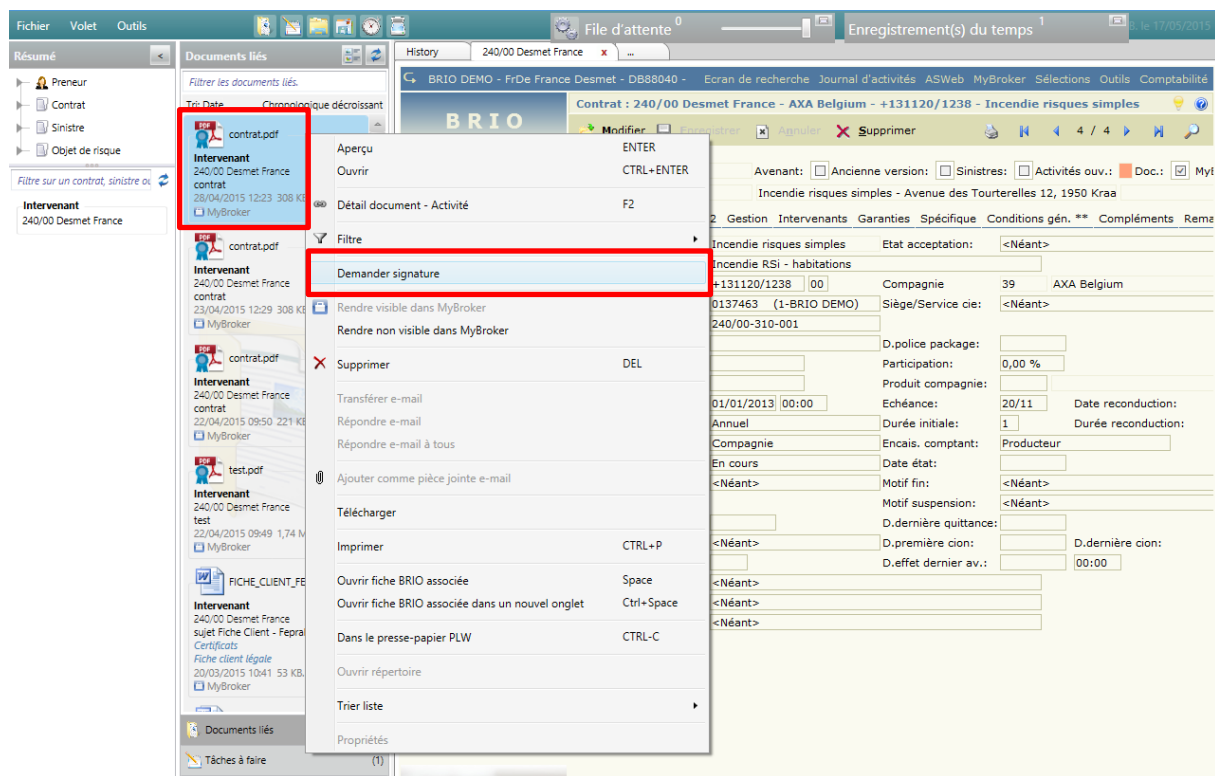 Fichier Volet Outils
File d'attente 0
Enregistrement(s) du temps 1
, le 17/05/2015
Résumé <
Preneur
Contrat
Sinistre
Objet de risque
Filtre sur un contrat, sinistre ou
Intervenant
240/00 Desmet France
Documents liés
Filtrer les documents liés.
Tri: Date Chronologique décroissant
PDF contrat.pdf
Intervenant
240/00 Desmet France
contrat
28/04/2015 12:23 308 KB
MyBroker
PDF contrat.pdf
Intervenant
240/00 Desmet France
contrat
23/04/2015 12:29 308 KB
MyBroker
PDF contrat.pdf
Intervenant
240/00 Desmet France
contrat
22/04/2015 09:50 221 KB
MyBroker
PDF test.pdf
Intervenant
240/00 Desmet France
test
22/04/2015 09:49 1,74 M
MyBroker
FICHE_CLIENT_FE
Intervenant
240/00 Desmet France
sujet Fiche Client - Feprab
Certificats
Fiche client légale
20/03/2015 10:41 53 KB.
MyBroker
Documents liés
Tâches à faire (1)
Aperçu ENTER
Ouvrir CTRL+ENTER
Détail document - Activité F2
Filtre
Demander signature
Rendre visible dans MyBroker
Rendre non visible dans MyBroker
Supprimer DEL
Transférer e-mail
Répondre e-mail
Répondre e-mail à tous
Ajouter comme pièce jointe e-mail
Télécharger
Imprimer CTRL+P
Ouvrir fiche BRIO associée Space
Ouvrir fiche BRIO associée dans un nouvel onglet Ctrl+Space
Dans le presse-papier PLW CTRL-C
Ouvrir répertoire
Trier liste
Propriétés
History 240/00 Desmet France x ...
BRIO DEMO - FrDe France Desmet - DB88040 - Ecran de recherche Journal d'activités ASWeb MyBroker Sélections Outils Comptabilité
BRIO
Contrat : 240/00 Desmet France - AXA Belgium - +131120/1238 - Incendie risques simples
Modifier Enregistrer Annuler Supprimer 4 / 4
Avenant: Ancienne version: Sinistres: Activités ouv.: Doc.: MyB
Incendie risques simples - Avenue des Tourterelles 12, 1950 Kraa
2 Gestion Intervenants Garanties Spécifique Conditions gén. ** Compléments Rema
Incendie risques simples Etat acceptation: <Néant>
Incendie RSi - habitations
+131120/1238 00 Compagnie 39 AXA Belgium
0137463 (1-BRIO DEMO) Siège/Service cie: <Néant>
240/00-310-001
D.police package:
Participation: 0,00 %
Produit compagnie:
01/01/2013 00:00 Echéance: 20/11 Date reconduction:
Annuel Durée initiale: 1 Durée reconduction:
Compagnie Encais. comptant: Producteur
En cours Date état:
<Néant> Motif fin: <Néant>
Motif suspension: <Néant>
D.dernière quittance:
<Néant> D.première cion: D.dernière cion:
D.effet dernier av.: 00:00
<Néant>
<Néant>
<Néant>